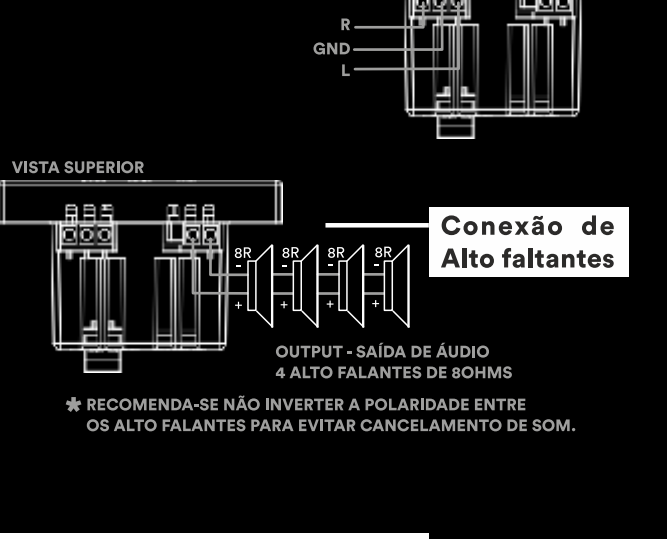 R
GND
L
VISTA SUPERIOR
Conexão de
Alto faltantes
8R 8R 8R 8R
- - - -
+ + + +
OUTPUT - SAÍDA DE ÁUDIO
4 ALTO FALANTES DE 8OHMS
* RECOMENDA-SE NÃO INVERTER A POLARIDADE ENTRE
OS ALTO FALANTES PARA EVITAR CANCELAMENTO DE SOM.